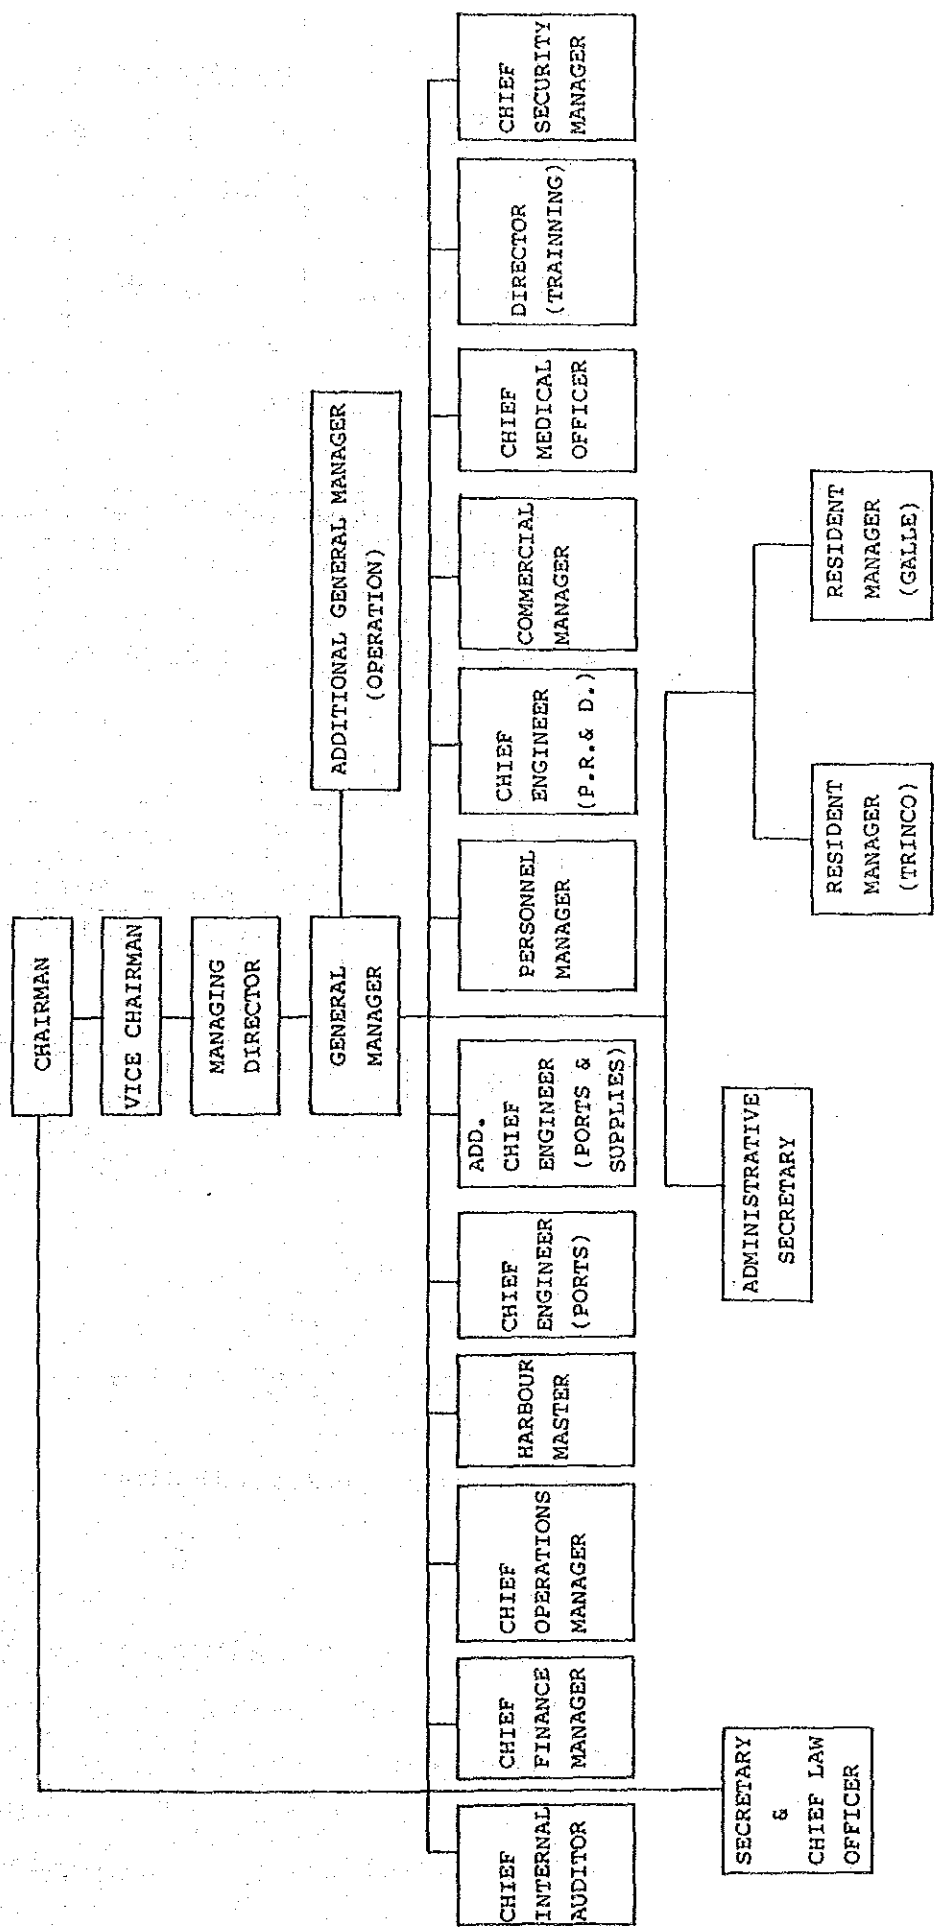 CHAIRMAN
VICE CHAIRMAN
MANAGING
DIRECTOR
GENERAL
MANAGER
ADDITIONAL GENERAL MANAGER
(OPERATION)
CHIEF
INTERNAL
AUDITOR
CHIEF
FINANCE
MANAGER
CHIEF
OPERATIONS
MANAGER
HARBOUR
MASTER
CHIEF
ENGINEER
(PORTS)
ADD.
CHIEF
ENGINEER
(PORTS &
SUPPLIES)
PERSONNEL
MANAGER
CHIEF
ENGINEER
(P.R.& D.)
COMMERCIAL
MANAGER
CHIEF
MEDICAL
OFFICER
DIRECTOR
(TRAINNING)
CHIEF
SECURITY
MANAGER
SECRETARY
&
CHIEF LAW
OFFICER
ADMINISTRATIVE
SECRETARY
RESIDENT
MANAGER
(TRINCO)
RESIDENT
MANAGER
(GALLE)